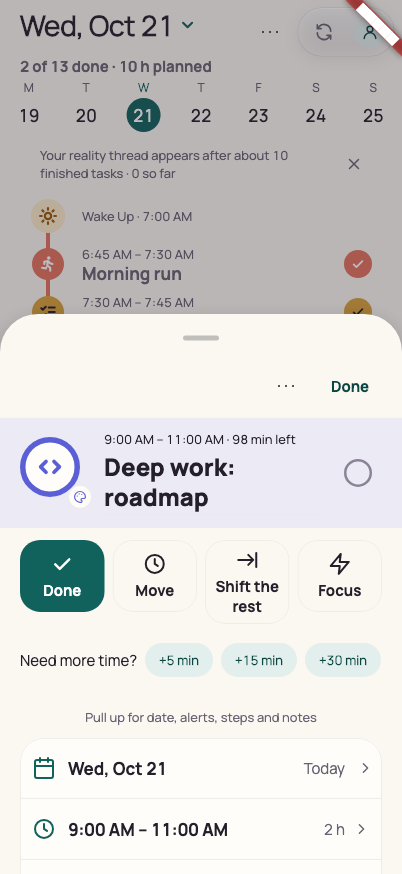 Wed, Oct 21
2 of 13 done · 10 h planned
M T W T F S S
19 20 21 22 23 24 25
Your reality thread appears after about 10
finished tasks · 0 so far
Wake Up · 7:00 AM
6:45 AM – 7:30 AM
Morning run
7:30 AM – 7:45 AM
Done
9:00 AM – 11:00 AM · 98 min left
Deep work:
roadmap
Done
Move
Shift the
rest
Focus
Need more time? +5 min +15 min +30 min
Pull up for date, alerts, steps and notes
Wed, Oct 21 Today
9:00 AM – 11:00 AM 2 h